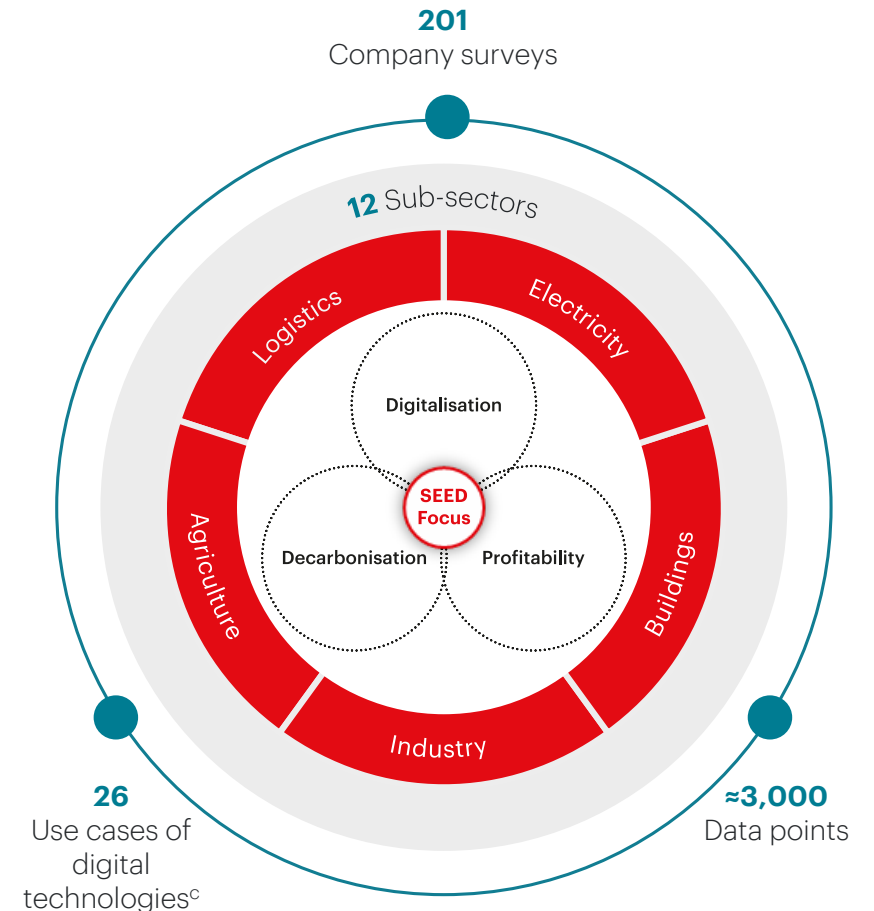 201
Company surveys
12 Sub-sectors
Logistics
Electricity
Digitalisation
SEED
Focus
Decarbonisation
Profitability
Agriculture
Buildings
Industry
26
Use cases of
digital
technologiesᶜ
≈3,000
Data points